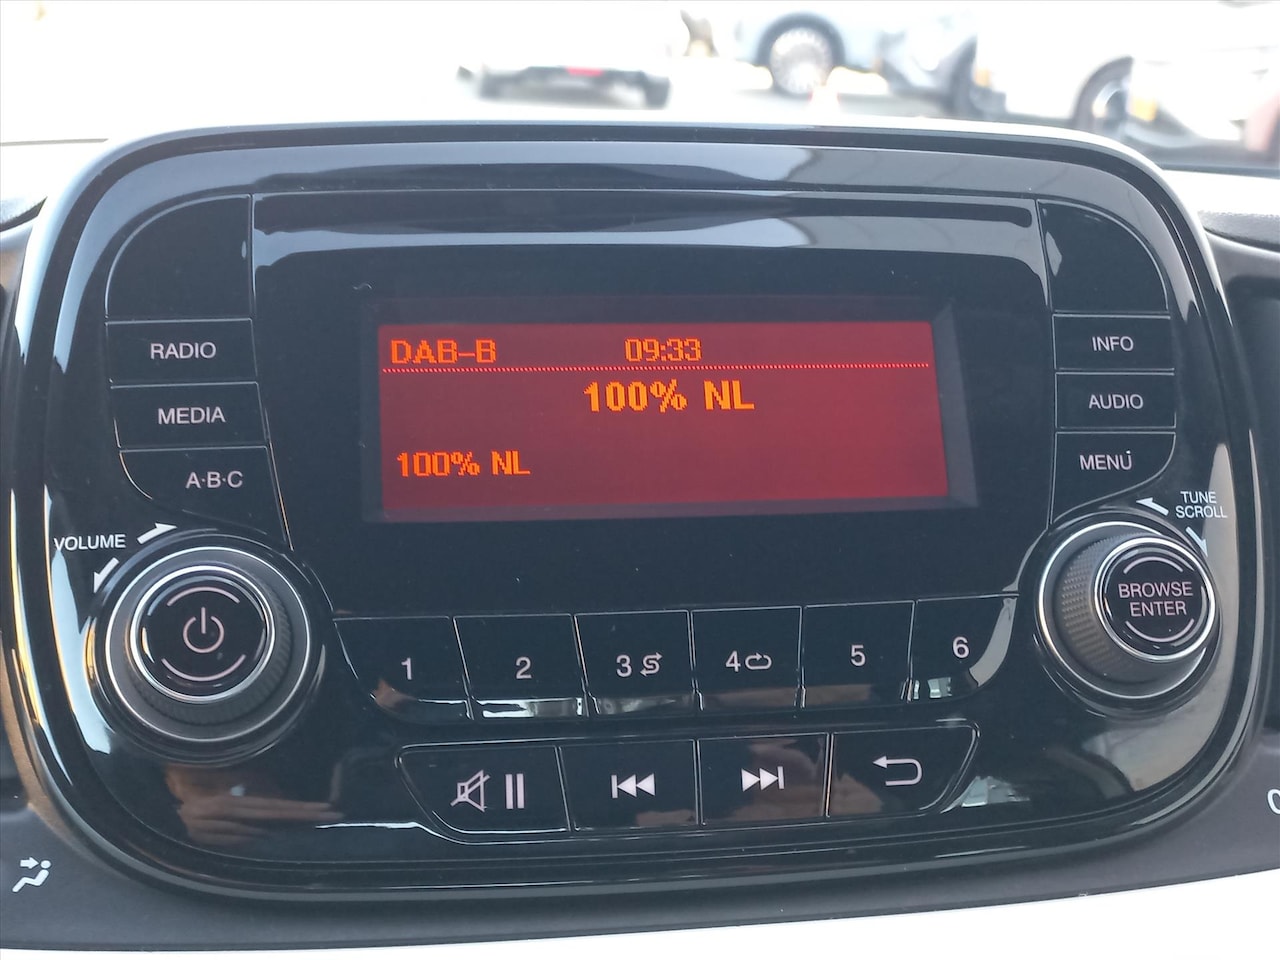 DAB-B 09:33
100% NL
100% NL
RADIO
MEDIA
A·B·C
VOLUME
INFO
AUDIO
MENU
TUNE
SCROLL
BROWSE
ENTER
1 2 3 4 5 6